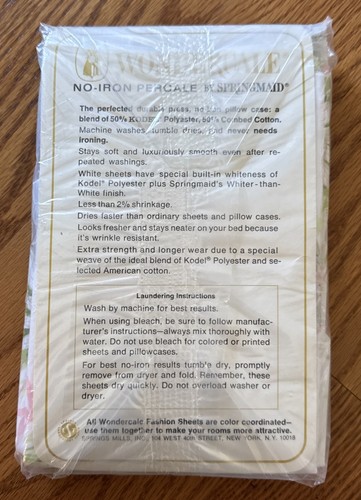 WONDERCALE
NO-IRON PERCALE BY SPRINGMAID®
The perfected durable press, no-iron pillow case: a
blend of 50% KODEL® Polyester, 50% Combed Cotton.
Machine washes, tumble dries, and never needs
ironing.
Stays soft and luxuriously smooth even after re-
peated washings.
White sheets have special built-in whiteness of
Kodel® Polyester plus Springmaid's Whiter-than-
White finish.
Less than 2% shrinkage.
Dries faster than ordinary sheets and pillow cases.
Looks fresher and stays neater on your bed because
it's wrinkle resistant.
Extra strength and longer wear due to a special
weave of the ideal blend of Kodel® Polyester and se-
lected American cotton.
Laundering Instructions
Wash by machine for best results.
When using bleach, be sure to follow manufac-
turer's instructions—always mix thoroughly with
water. Do not use bleach for colored or printed
sheets and pillowcases.
For best no-iron results tumble dry, promptly
remove from dryer and fold. Remember, these
sheets dry quickly. Do not overload washer or
dryer.
All Wondercale Fashion Sheets are color coordinated—
use them together to make your rooms more attractive.
SPRINGS MILLS, INC., 104 WEST 40th STREET, NEW YORK, N.Y. 10018